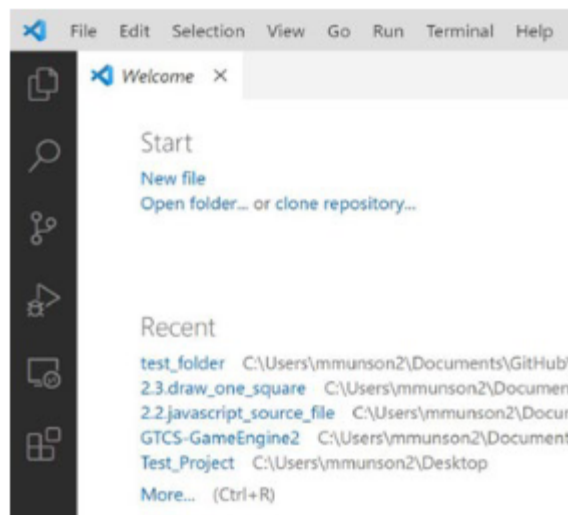 File Edit Selection View Go Run Terminal Help
Welcome
Start
New file
Open folder... or clone repository...
Recent
test_folder C:\Users\mmunson2\Documents\GitHub\
2.3.draw_one_square C:\Users\mmunson2\Documen
2.2.javascript_source_file C:\Users\mmunson2\Docum
GTCS-GameEngine2 C:\Users\mmunson2\Document
Test_Project C:\Users\mmunson2\Desktop
More... (Ctrl+R)